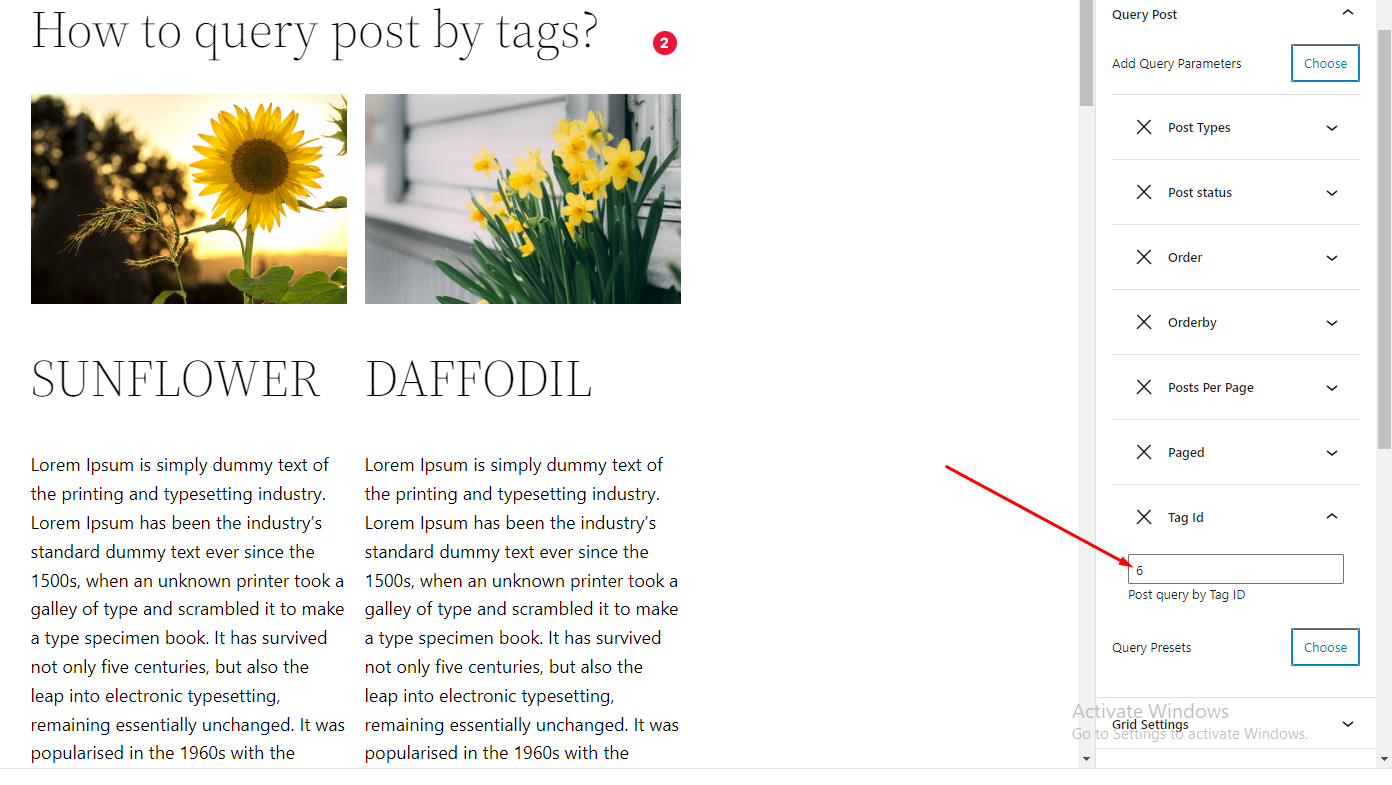 How to query post by tags?
2
SUNFLOWER
Lorem Ipsum is simply dummy text of
the printing and typesetting industry.
Lorem Ipsum has been the industry’s
standard dummy text ever since the
1500s, when an unknown printer took a
galley of type and scrambled it to make
a type specimen book. It has survived
not only five centuries, but also the
leap into electronic typesetting,
remaining essentially unchanged. It was
popularised in the 1960s with the
DAFFODIL
Lorem Ipsum is simply dummy text of
the printing and typesetting industry.
Lorem Ipsum has been the industry’s
standard dummy text ever since the
1500s, when an unknown printer took a
galley of type and scrambled it to make
a type specimen book. It has survived
not only five centuries, but also the
leap into electronic typesetting,
remaining essentially unchanged. It was
popularised in the 1960s with the
Query Post
Add Query Parameters
Choose
Post Types
Post status
Order
Orderby
Posts Per Page
Paged
Tag Id
6
Post query by Tag ID
Query Presets
Choose
Grid Settings
Activate Windows
Go to Settings to activate Windows.